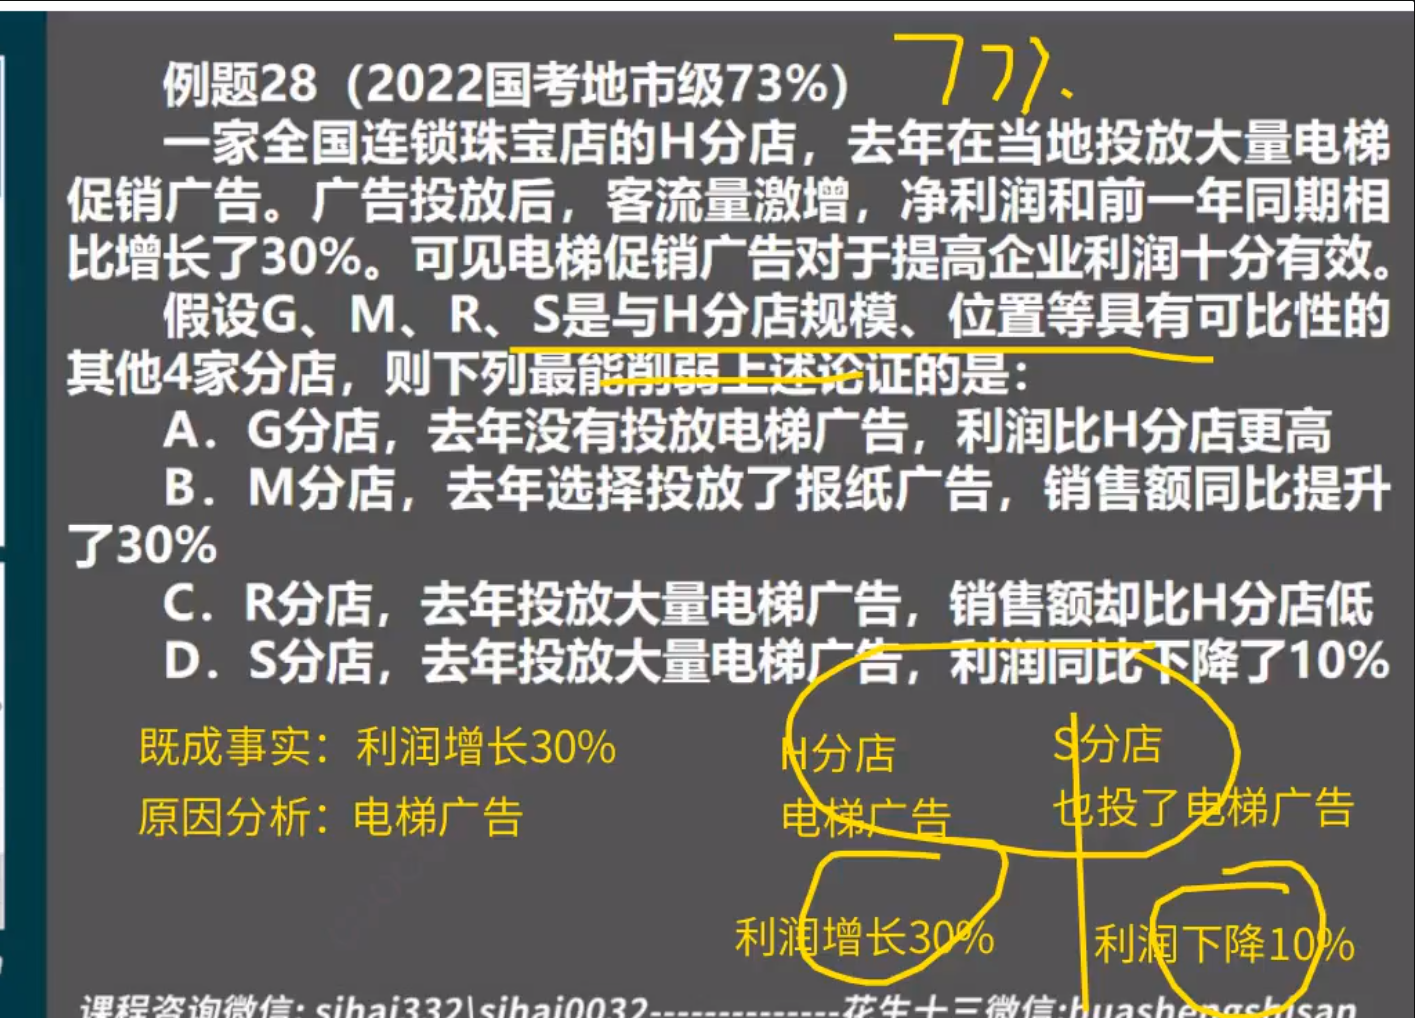 例题28（2022国考地市级73%）
73%.
一家全国连锁珠宝店的H分店，去年在当地投放大量电梯
促销广告。广告投放后，客流量激增，净利润和前一年同期相
比增长了30%。可见电梯促销广告对于提高企业利润十分有效。
假设G、M、R、S是与H分店规模、位置等具有可比性的
其他4家分店，则下列最能削弱上述论证的是：
A．G分店，去年没有投放电梯广告，利润比H分店更高
B．M分店，去年选择投放了报纸广告，销售额同比提升
了30%
C．R分店，去年投放大量电梯广告，销售额却比H分店低
D．S分店，去年投放大量电梯广告，利润同比下降了10%
既成事实：利润增长30%
原因分析：电梯广告
H分店
电梯广告
利润增长30%
S分店
也投了电梯广告
利润下降10%
课程咨询微信: sihai332\sihai0032--------------花生十三微信:huashengshisan